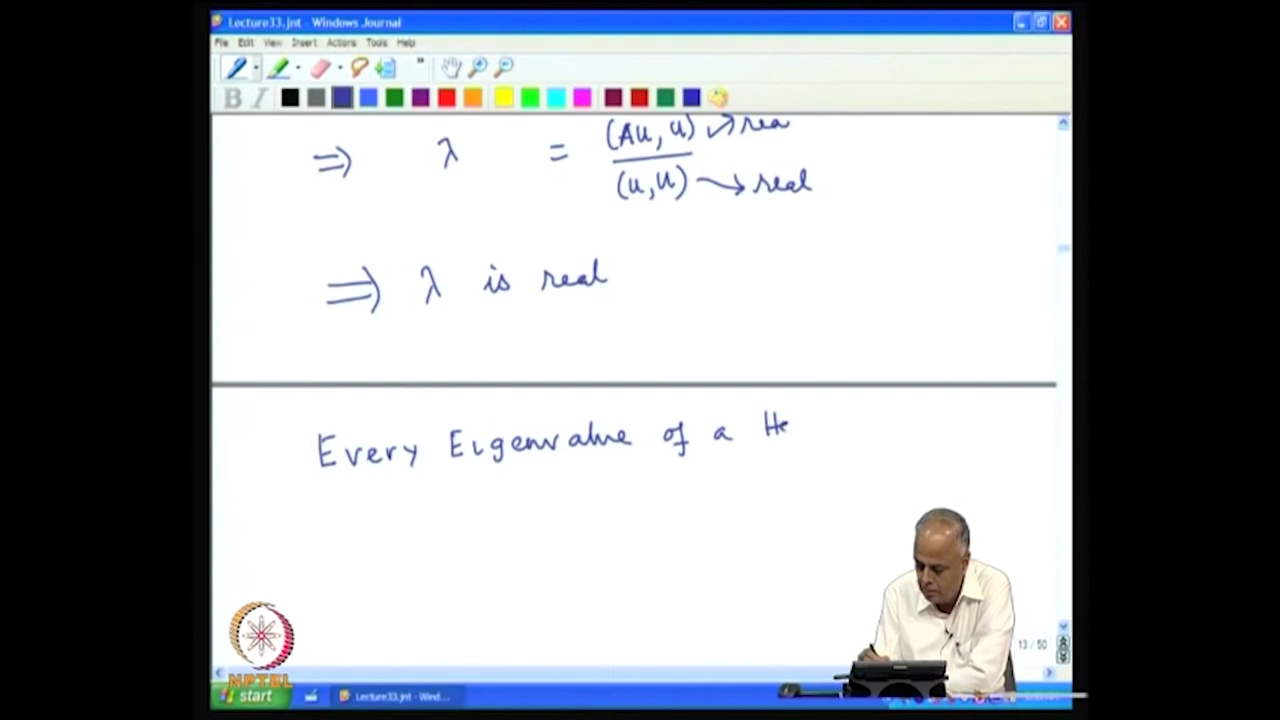 Lecture33.jnt - Windows Journal
File Edit View Insert Actions Tools Help
B I
⇒ λ = (Au, u) → rea
(u, u) → real
⇒ λ is real
Every Eigenvalue of a He
13 / 50
NPTEL
start
Lecture33.jnt - Wind...